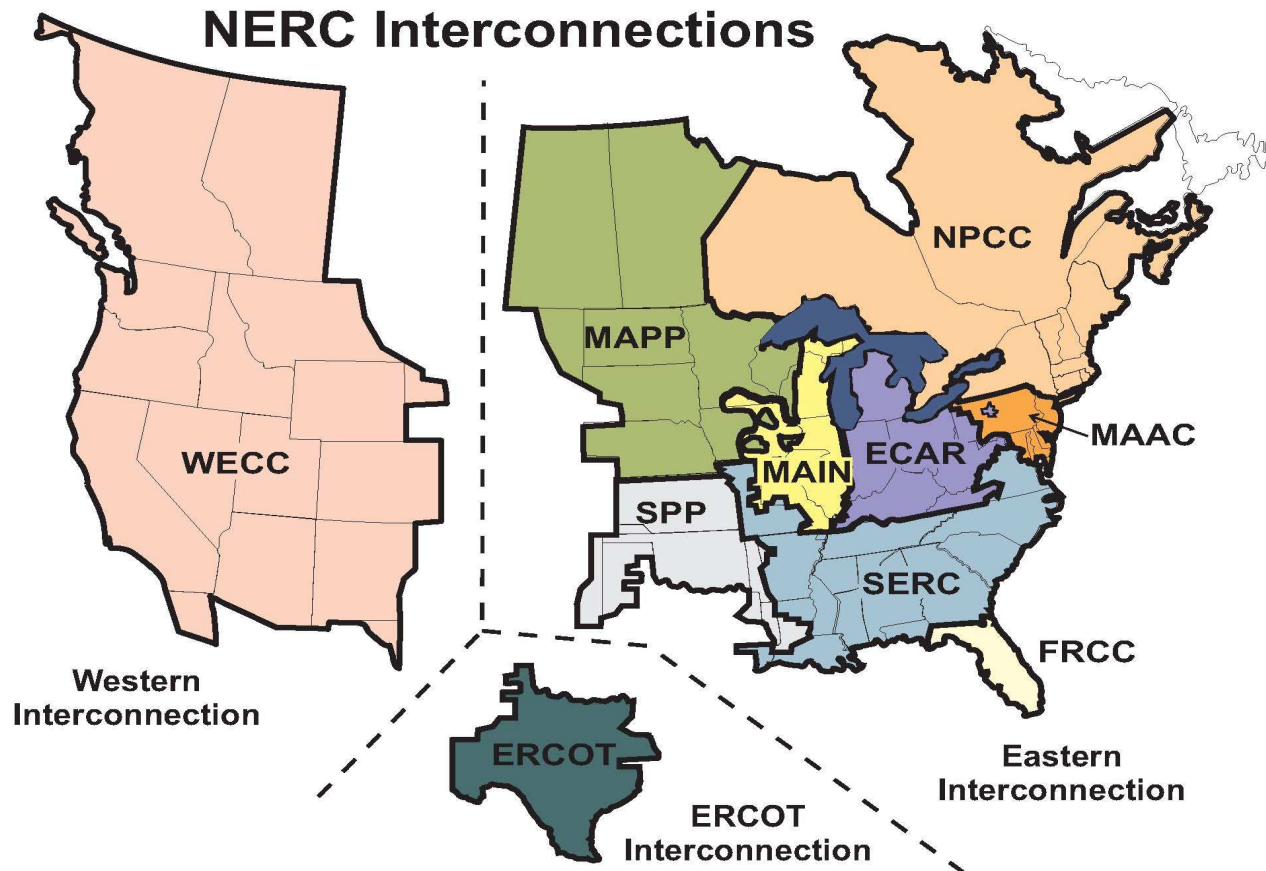 NERC Interconnections
NPCC
MAPP
MAAC
WECC
MAIN
ECAR
SPP
SERC
FRCC
Western
Interconnection
ERCOT
Eastern
Interconnection
ERCOT
Interconnection